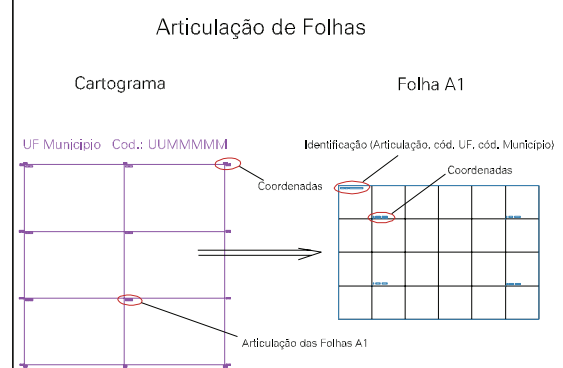 Articulação de Folhas
Cartograma
Folha A1
UF Municipio Cod.: UUMMMMM
Identificação (Articulação, cód. UF, cód. Município)
Coordenadas
Coordenadas
Articulação das Folhas A1